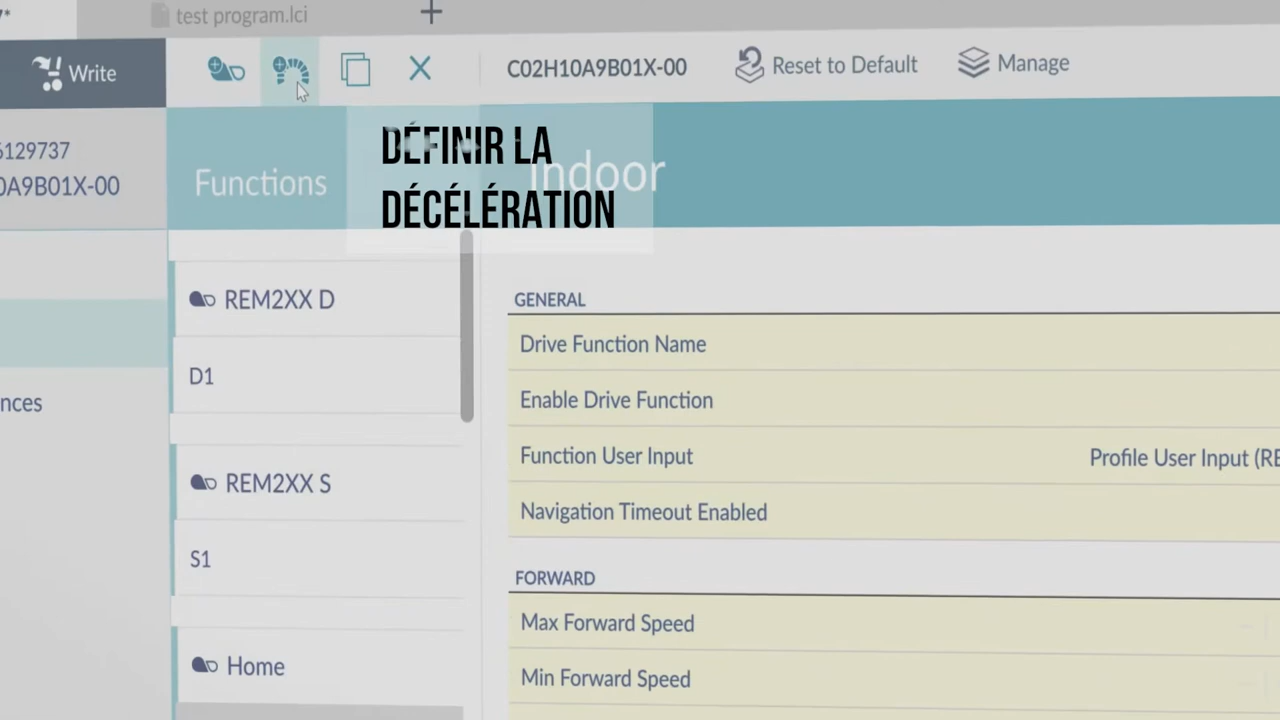 test program.lci
Write
C02H10A9B01X-00
Reset to Default
Manage
6129737
0A9B01X-00
Functions
DÉFINIR LA
DÉCÉLÉRATION
Indoor
REM2XX D
D1
REM2XX S
S1
Home
nces
GENERAL
Drive Function Name
Enable Drive Function
Function User Input
Profile User Input (RE
Navigation Timeout Enabled
FORWARD
Max Forward Speed
Min Forward Speed